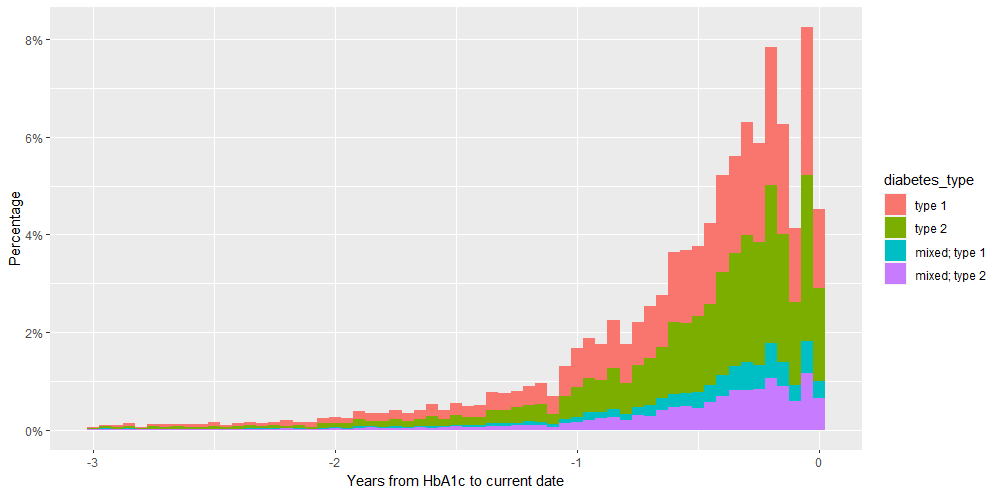 8%
6%
4%
2%
0%
Percentage
-3
-2
-1
0
Years from HbA1c to current date
diabetes_type
type 1
type 2
mixed; type 1
mixed; type 2